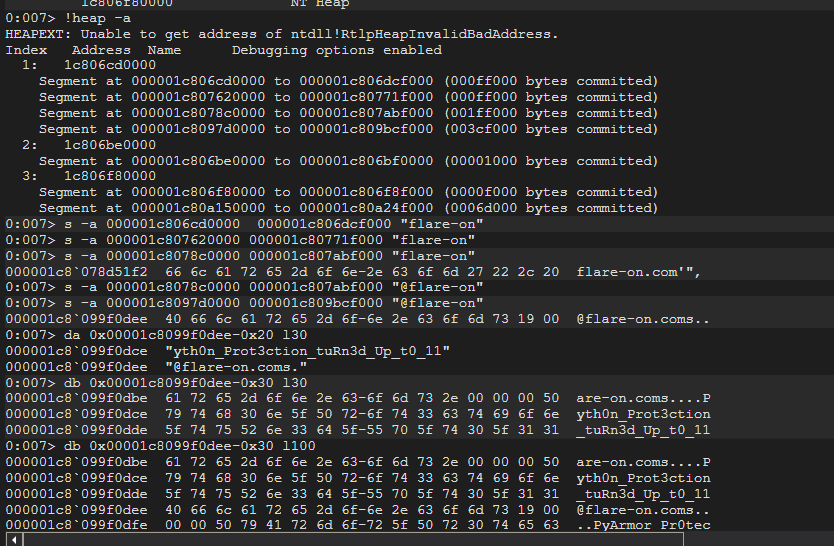 1c806f80000                  NT Heap
0:007> !heap -a
HEAPEXT: Unable to get address of ntdll!RtlpHeapInvalidBadAddress.
Index   Address  Name      Debugging options enabled
  1:   1c806cd0000
    Segment at 000001c806cd0000 to 000001c806dcf000 (000ff000 bytes committed)
    Segment at 000001c807620000 to 000001c80771f000 (000ff000 bytes committed)
    Segment at 000001c8078c0000 to 000001c807abf000 (001ff000 bytes committed)
    Segment at 000001c8097d0000 to 000001c809bcf000 (003cf000 bytes committed)
  2:   1c806be0000
    Segment at 000001c806be0000 to 000001c806bf0000 (00001000 bytes committed)
  3:   1c806f80000
    Segment at 000001c806f80000 to 000001c806f8f000 (0000f000 bytes committed)
    Segment at 000001c80a150000 to 000001c80a24f000 (0006d000 bytes committed)
0:007> s -a 000001c806cd0000  000001c806dcf000 "flare-on"
0:007> s -a 000001c807620000 000001c80771f000 "flare-on"
0:007> s -a 000001c8078c0000 000001c807abf000 "flare-on"
000001c8`078d51f2  66 6c 61 72 65 2d 6f 6e-2e 63 6f 6d 27 22 2c 20  flare-on.com'",
0:007> s -a 000001c8078c0000 000001c807abf000 "@flare-on"
0:007> s -a 000001c8097d0000 000001c809bcf000 "@flare-on"
000001c8`099f0dee  40 66 6c 61 72 65 2d 6f-6e 2e 63 6f 6d 73 19 00  @flare-on.coms..
0:007> da 0x00001c8099f0dee-0x20 l30
000001c8`099f0dce  "yth0n_Prot3ction_tuRn3d_Up_t0_11"
000001c8`099f0dee  "@flare-on.coms."
0:007> db 0x00001c8099f0dee-0x30 l30
000001c8`099f0dbe  61 72 65 2d 6f 6e 2e 63-6f 6d 73 2e 00 00 00 50  are-on.coms....P
000001c8`099f0dce  79 74 68 30 6e 5f 50 72-6f 74 33 63 74 69 6f 6e  yth0n_Prot3ction
000001c8`099f0dde  5f 74 75 52 6e 33 64 5f-55 70 5f 74 30 5f 31 31  _tuRn3d_Up_t0_11
0:007> db 0x00001c8099f0dee-0x30 l100
000001c8`099f0dbe  61 72 65 2d 6f 6e 2e 63-6f 6d 73 2e 00 00 00 50  are-on.coms....P
000001c8`099f0dce  79 74 68 30 6e 5f 50 72-6f 74 33 63 74 69 6f 6e  yth0n_Prot3ction
000001c8`099f0dde  5f 74 75 52 6e 33 64 5f-55 70 5f 74 30 5f 31 31  _tuRn3d_Up_t0_11
000001c8`099f0dee  40 66 6c 61 72 65 2d 6f-6e 2e 63 6f 6d 73 19 00  @flare-on.coms..
000001c8`099f0dfe  00 00 50 79 41 72 6d 6f-72 5f 50 72 30 74 65 63  ..PyArmor_Pr0tec